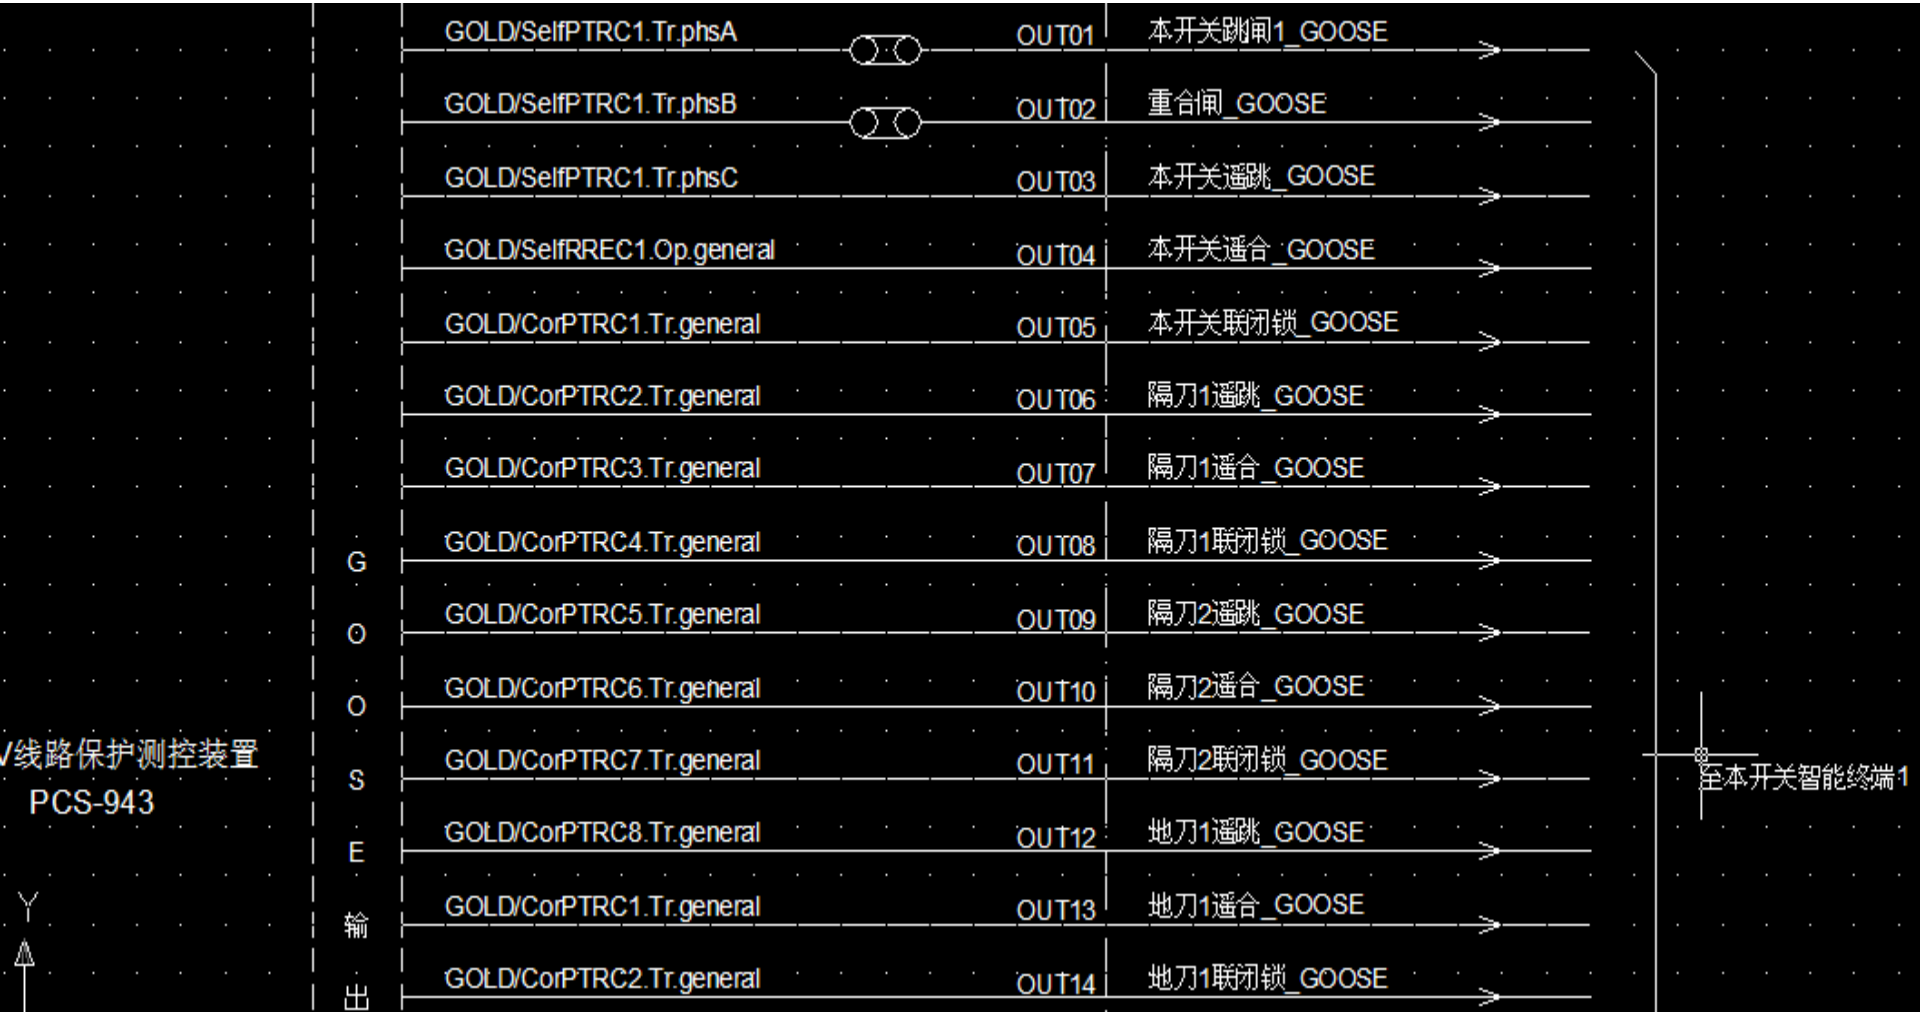 GOLD/SelfPTRC1.Tr.phsA OUT01 本开关跳闸1_GOOSE
GOLD/SelfPTRC1.Tr.phsB OUT02 重合闸_GOOSE
GOLD/SelfPTRC1.Tr.phsC OUT03 本开关遥跳_GOOSE
GOLD/SelfRREC1.Op.general OUT04 本开关遥合_GOOSE
GOLD/CorPTRC1.Tr.general OUT05 本开关联闭锁_GOOSE
GOLD/CorPTRC2.Tr.general OUT06 隔刀1遥跳_GOOSE
GOLD/CorPTRC3.Tr.general OUT07 隔刀1遥合_GOOSE
GOLD/CorPTRC4.Tr.general OUT08 隔刀1联闭锁_GOOSE
GOLD/CorPTRC5.Tr.general OUT09 隔刀2遥跳_GOOSE
GOLD/CorPTRC6.Tr.general OUT10 隔刀2遥合_GOOSE
GOLD/CorPTRC7.Tr.general OUT11 隔刀2联闭锁_GOOSE
GOLD/CorPTRC8.Tr.general OUT12 地刀1遥跳_GOOSE
GOLD/CorPTRC1.Tr.general OUT13 地刀1遥合_GOOSE
GOLD/CorPTRC2.Tr.general OUT14 地刀1联闭锁_GOOSE
G
O
O
S
E
输
出
V线路保护测控装置
PCS-943
至本开关智能终端1
Y